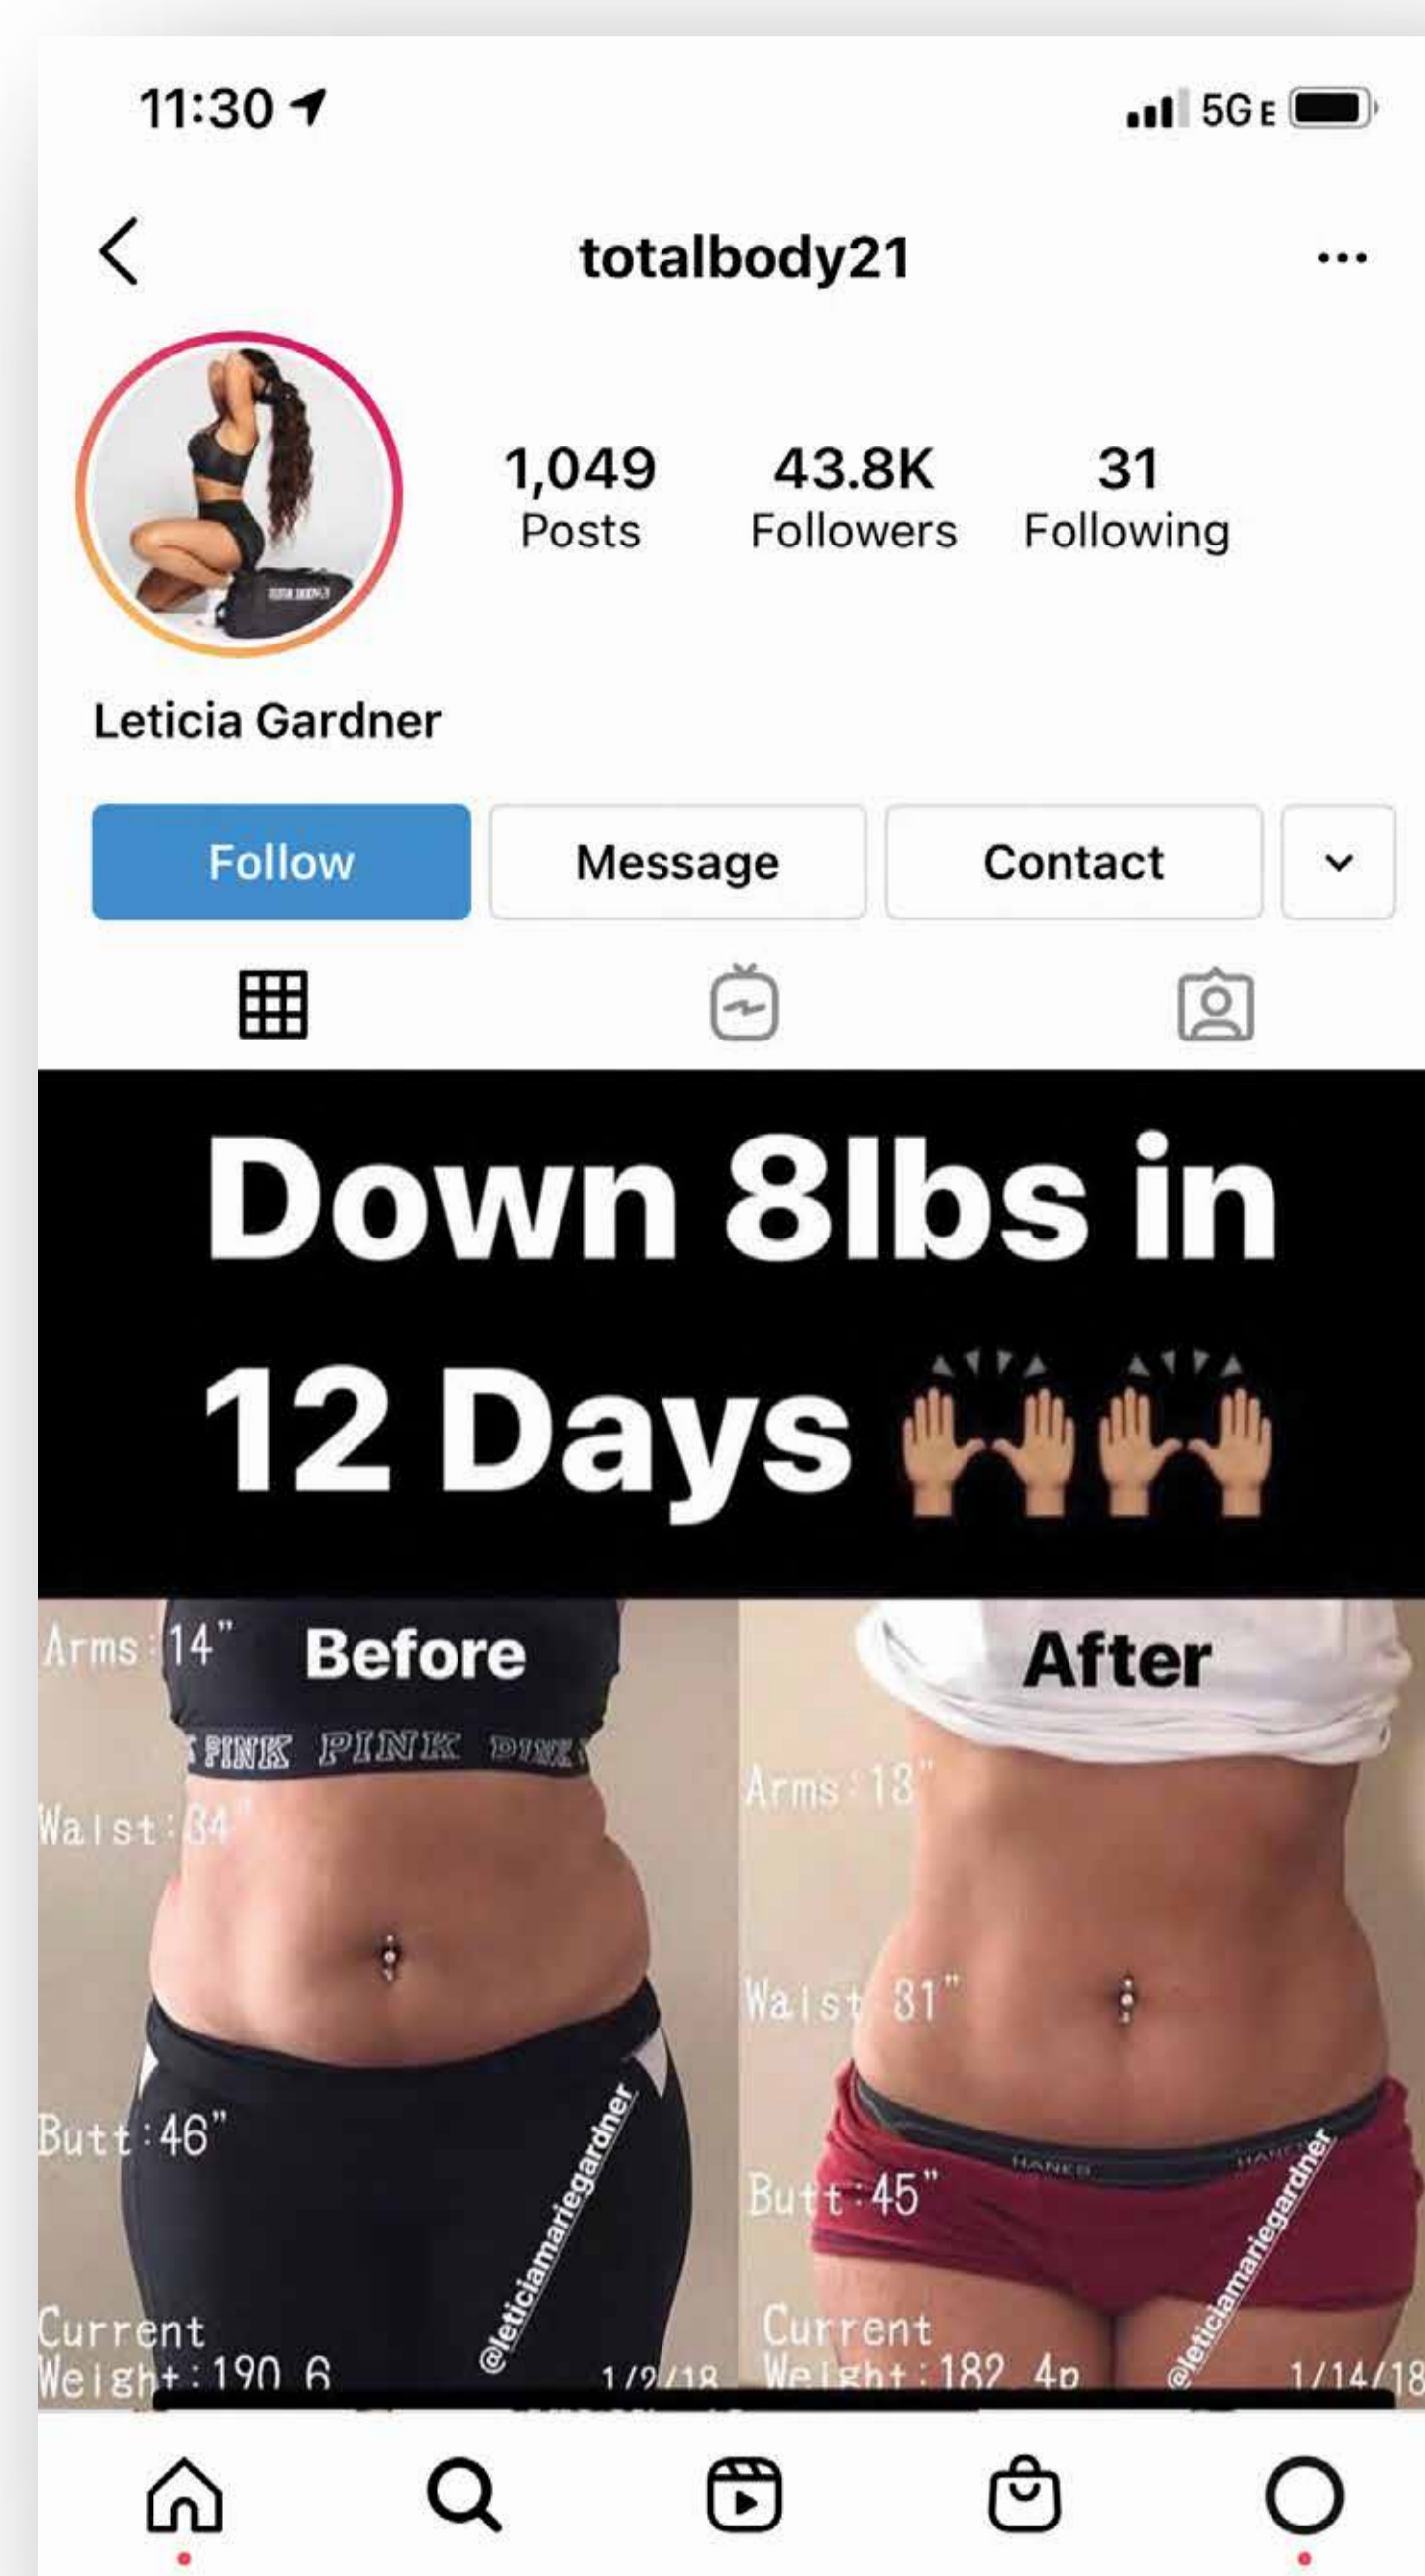 11:30
5G E
totalbody21
1,049
Posts
43.8K
Followers
31
Following
Leticia Gardner
Follow
Message
Contact
Down 8lbs in
12 Days 🙌🏽🙌🏽
Before
Arms:14"
PINK PINK PINK
Waist:34"
Butt:46"
@leticiamariegardner
Current
Weight:190 6
1/2/18
After
Arms:13"
Waist 31"
HANES
Butt:45"
@leticiamariegardner
Current
Weight:182 4p
1/14/18